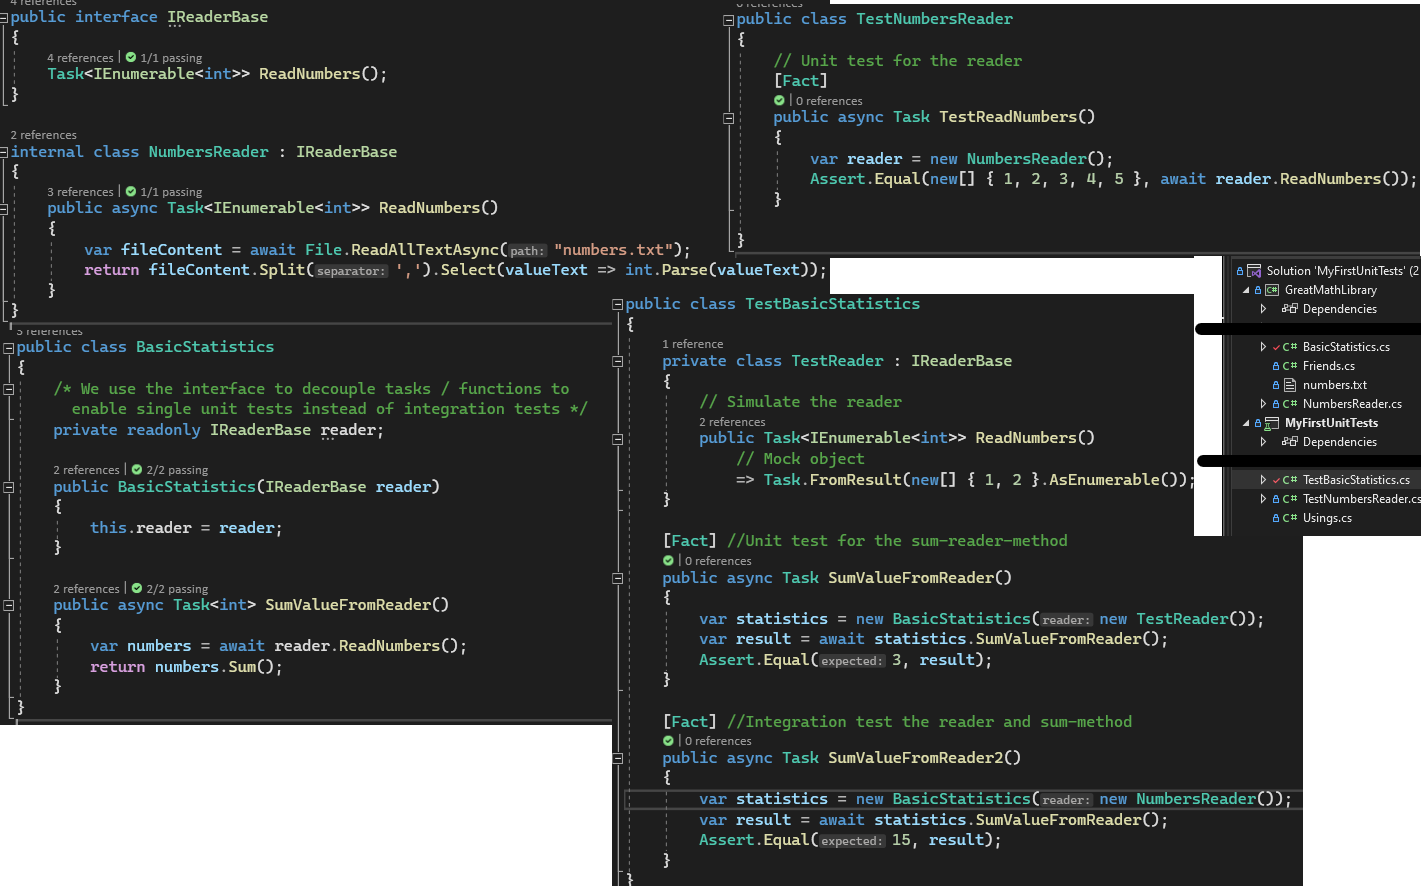 4 references
public interface IReaderBase
{
4 references | 1/1 passing
Task<IEnumerable<int>> ReadNumbers();
}
2 references
internal class NumbersReader : IReaderBase
{
3 references | 1/1 passing
public async Task<IEnumerable<int>> ReadNumbers()
{
var fileContent = await File.ReadAllTextAsync(path: "numbers.txt");
return fileContent.Split(separator: ',').Select(valueText => int.Parse(valueText));
}
}
3 references
public class BasicStatistics
{
/* We use the interface to decouple tasks / functions to
enable single unit tests instead of integration tests */
private readonly IReaderBase reader;
2 references | 2/2 passing
public BasicStatistics(IReaderBase reader)
{
this.reader = reader;
}
2 references | 2/2 passing
public async Task<int> SumValueFromReader()
{
var numbers = await reader.ReadNumbers();
return numbers.Sum();
}
}
0 references
public class TestNumbersReader
{
// Unit test for the reader
[Fact]
| 0 references
public async Task TestReadNumbers()
{
var reader = new NumbersReader();
Assert.Equal(new[] { 1, 2, 3, 4, 5 }, await reader.ReadNumbers());
}
}
public class TestBasicStatistics
{
1 reference
private class TestReader : IReaderBase
{
// Simulate the reader
2 references
public Task<IEnumerable<int>> ReadNumbers()
// Mock object
=> Task.FromResult(new[] { 1, 2 }.AsEnumerable());
}
[Fact] //Unit test for the sum-reader-method
| 0 references
public async Task SumValueFromReader()
{
var statistics = new BasicStatistics(reader: new TestReader());
var result = await statistics.SumValueFromReader();
Assert.Equal(expected: 3, result);
}
[Fact] //Integration test the reader and sum-method
| 0 references
public async Task SumValueFromReader2()
{
var statistics = new BasicStatistics(reader: new NumbersReader());
var result = await statistics.SumValueFromReader();
Assert.Equal(expected: 15, result);
}
}
Solution 'MyFirstUnitTests' (2
GreatMathLibrary
Dependencies
C# BasicStatistics.cs
C# Friends.cs
numbers.txt
C# NumbersReader.cs
MyFirstUnitTests
Dependencies
C# TestBasicStatistics.cs
C# TestNumbersReader.cs
C# Usings.cs